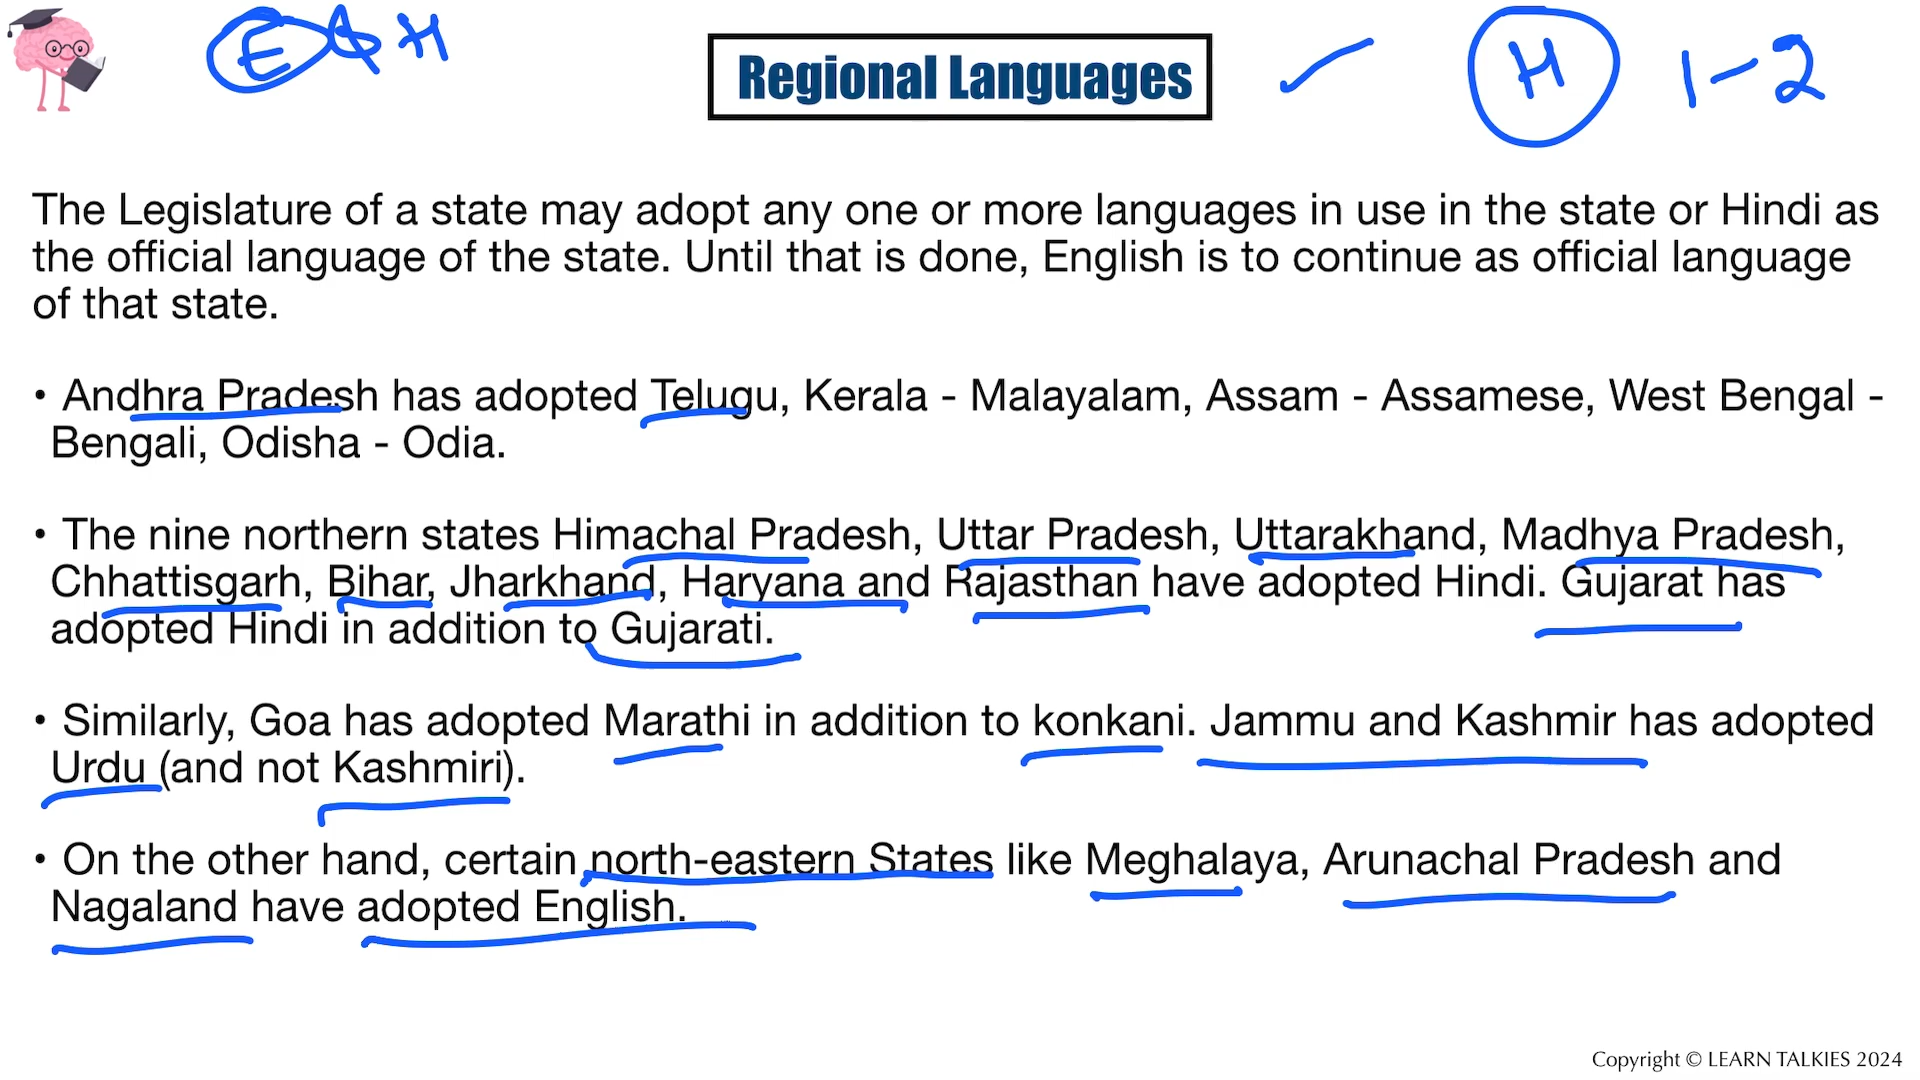 E & H
Regional Languages
H 1-2
The Legislature of a state may adopt any one or more languages in use in the state or Hindi as
the official language of the state. Until that is done, English is to continue as official language
of that state.
• Andhra Pradesh has adopted Telugu, Kerala - Malayalam, Assam - Assamese, West Bengal -
Bengali, Odisha - Odia.
• The nine northern states Himachal Pradesh, Uttar Pradesh, Uttarakhand, Madhya Pradesh,
Chhattisgarh, Bihar, Jharkhand, Haryana and Rajasthan have adopted Hindi. Gujarat has
adopted Hindi in addition to Gujarati.
• Similarly, Goa has adopted Marathi in addition to konkani. Jammu and Kashmir has adopted
Urdu (and not Kashmiri).
• On the other hand, certain north-eastern States like Meghalaya, Arunachal Pradesh and
Nagaland have adopted English.
Copyright © LEARN TALKIES 2024